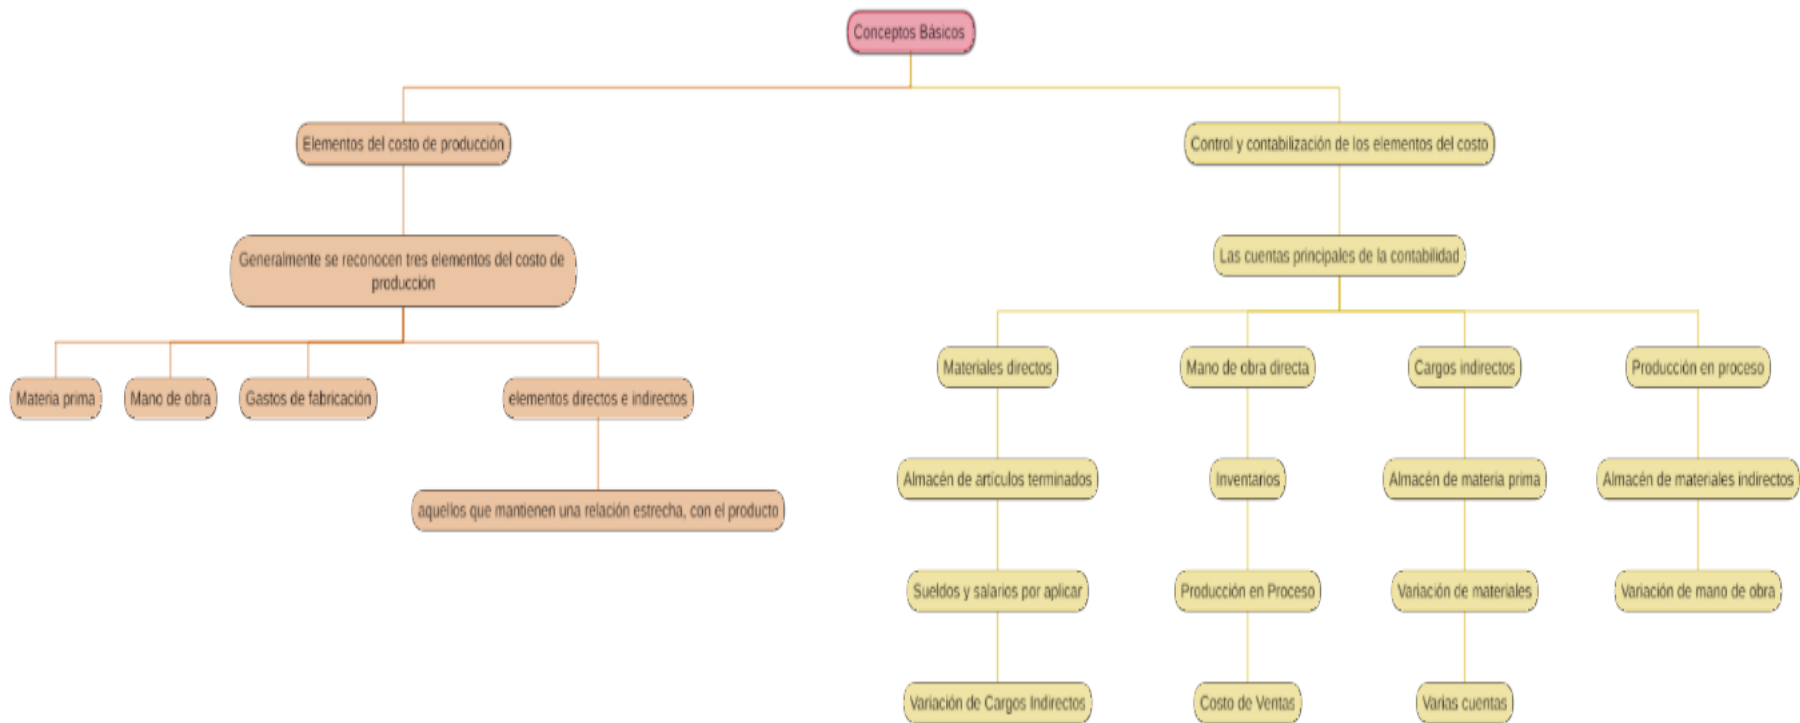 Conceptos Básicos
Elementos del costo de producción
Control y contabilización de los elementos del costo
Generalmente se reconocen tres elementos del costo de
producción
Las cuentas principales de la contabilidad
Materia prima
Mano de obra
Gastos de fabricación
elementos directos e indirectos
aquellos que mantienen una relación estrecha, con el producto
Materiales directos
Mano de obra directa
Cargos indirectos
Producción en proceso
Almacén de artículos terminados
Inventarios
Almacén de materia prima
Almacén de materiales indirectos
Sueldos y salarios por aplicar
Producción en Proceso
Variación de materiales
Variación de mano de obra
Variación de Cargos Indirectos
Costo de Ventas
Varias cuentas